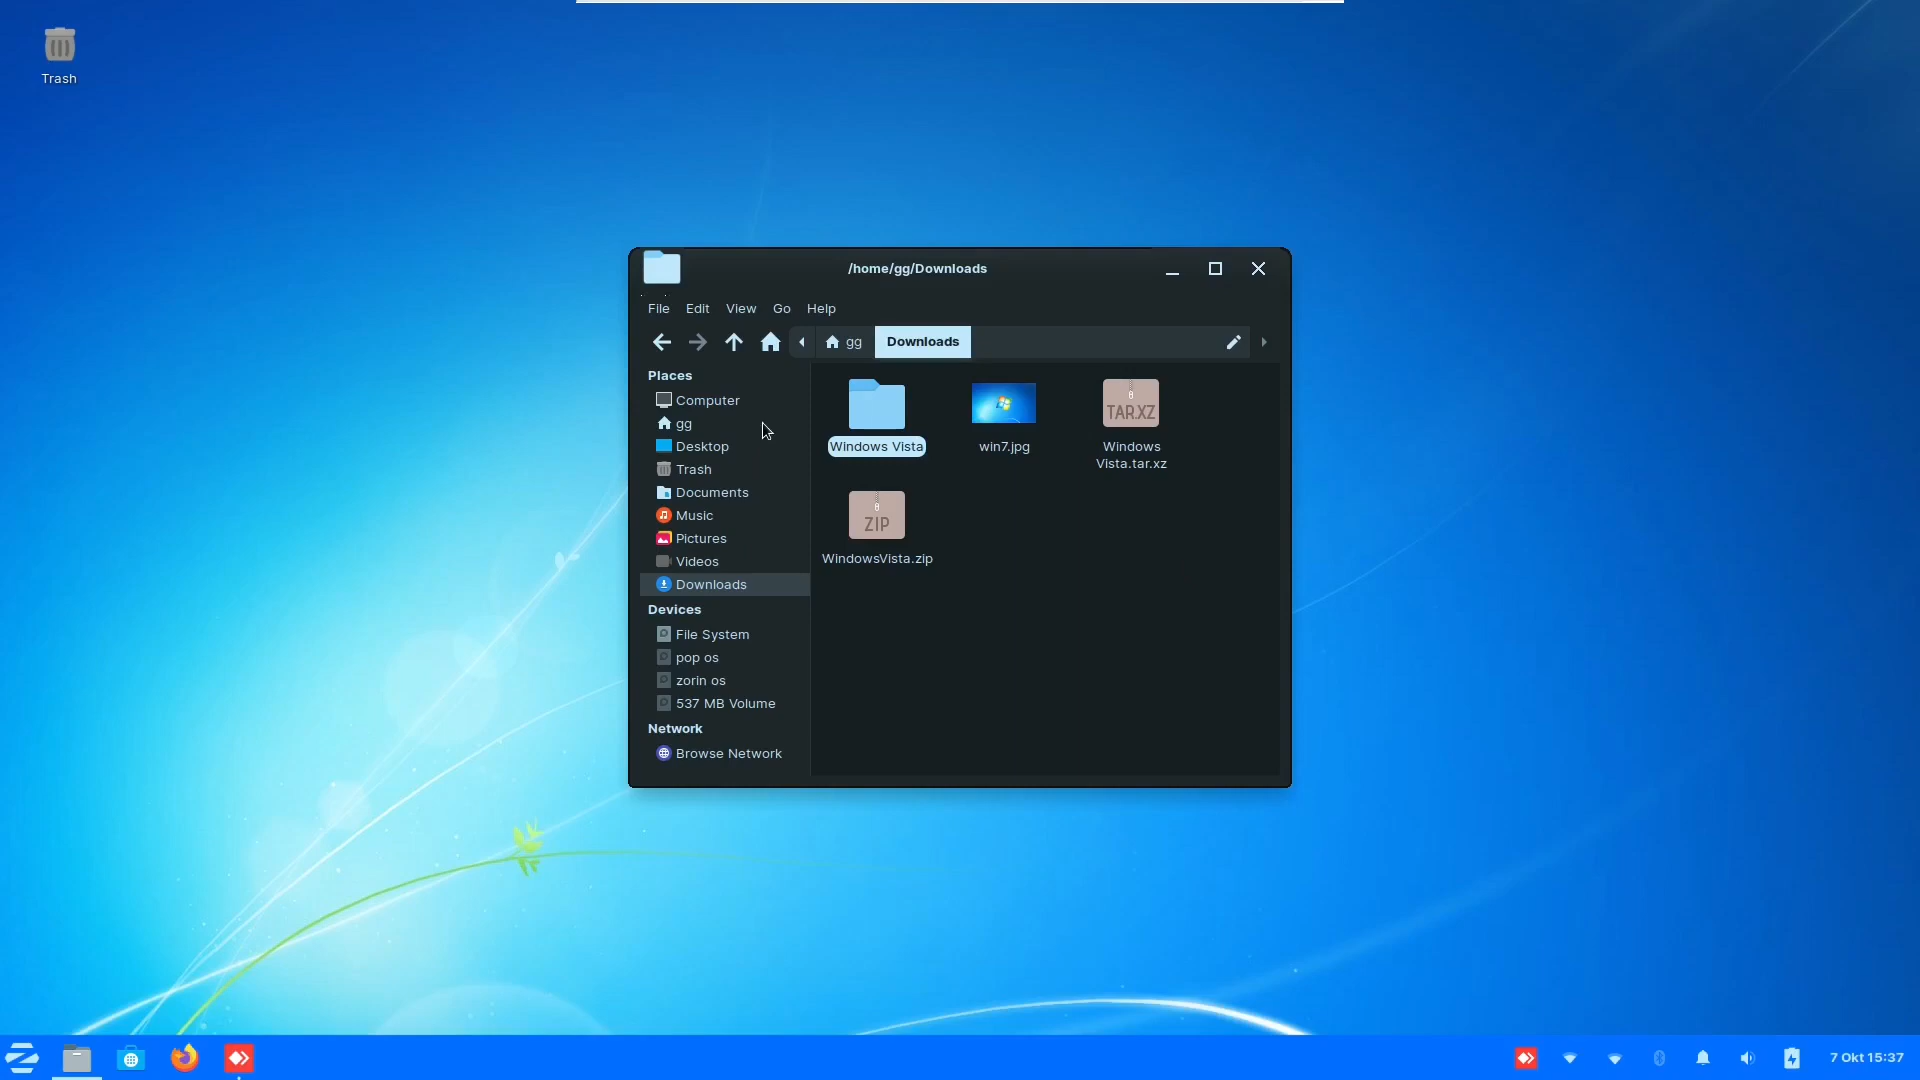 Trash
/home/gg/Downloads
File Edit View Go Help
gg Downloads
Places
Computer
gg
Desktop
Trash
Documents
Music
Pictures
Videos
Downloads
Devices
File System
pop os
zorin os
537 MB Volume
Network
Browse Network
Windows Vista
win7.jpg
TAR.XZ
Windows
Vista.tar.xz
ZIP
WindowsVista.zip
7 Okt 15:37